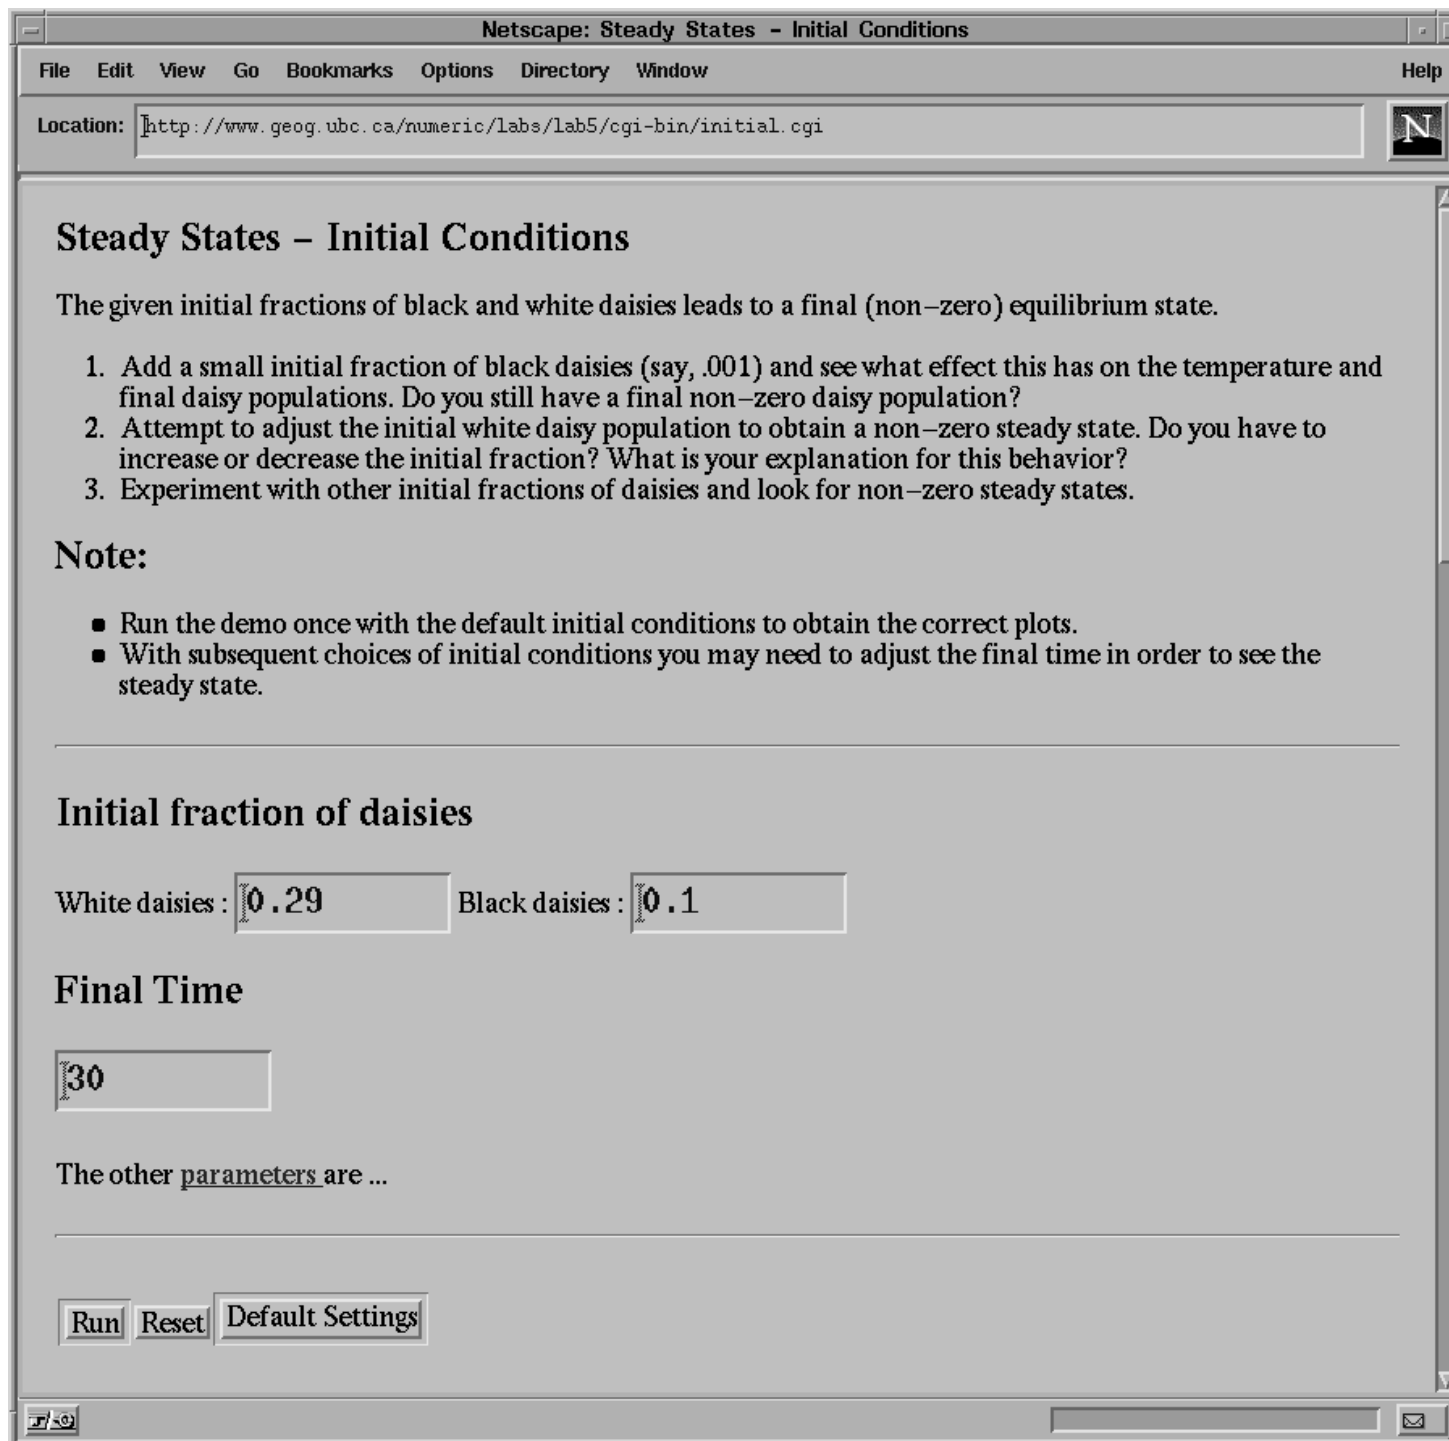 Netscape: Steady States – Initial Conditions
File Edit View Go Bookmarks Options Directory Window Help
Location: http://www.geog.ubc.ca/numeric/labs/lab5/cgi-bin/initial.cgi
N
Steady States – Initial Conditions
The given initial fractions of black and white daisies leads to a final (non–zero) equilibrium state.
1. Add a small initial fraction of black daisies (say, .001) and see what effect this has on the temperature and
final daisy populations. Do you still have a final non–zero daisy population?
2. Attempt to adjust the initial white daisy population to obtain a non–zero steady state. Do you have to
increase or decrease the initial fraction? What is your explanation for this behavior?
3. Experiment with other initial fractions of daisies and look for non–zero steady states.
Note:
Run the demo once with the default initial conditions to obtain the correct plots.
With subsequent choices of initial conditions you may need to adjust the final time in order to see the
steady state.
Initial fraction of daisies
White daisies : 0.29 Black daisies : 0.1
Final Time
30
The other parameters are ...
Run Reset Default Settings